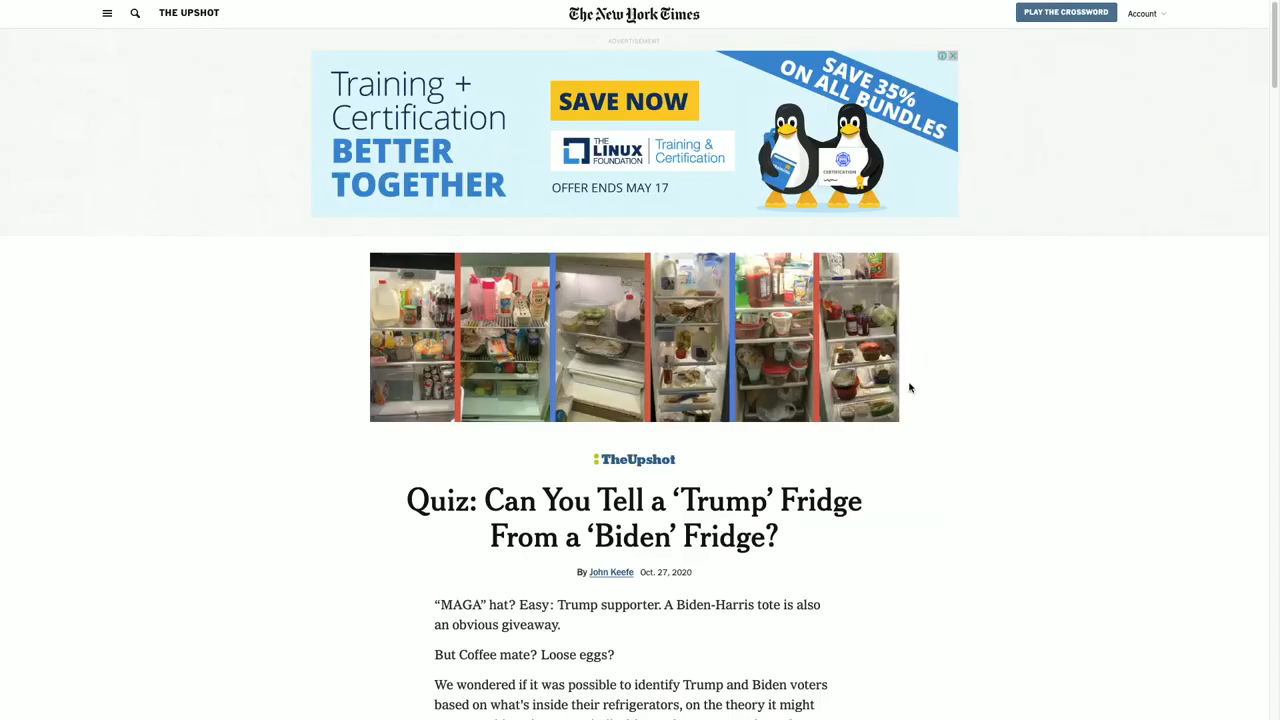 THE UPSHOT
The New York Times
PLAY THE CROSSWORD
Account
ADVERTISEMENT
Training +
Certification
BETTER
TOGETHER
SAVE NOW
THE
LINUX
FOUNDATION
Training &
Certification
OFFER ENDS MAY 17
SAVE 35%
ON ALL BUNDLES
CERTIFICATION
TheUpshot
Quiz: Can You Tell a ‘Trump’ Fridge
From a ‘Biden’ Fridge?
By John Keefe Oct. 27, 2020
“MAGA” hat? Easy: Trump supporter. A Biden-Harris tote is also
an obvious giveaway.
But Coffee mate? Loose eggs?
We wondered if it was possible to identify Trump and Biden voters
based on what's inside their refrigerators, on the theory it might